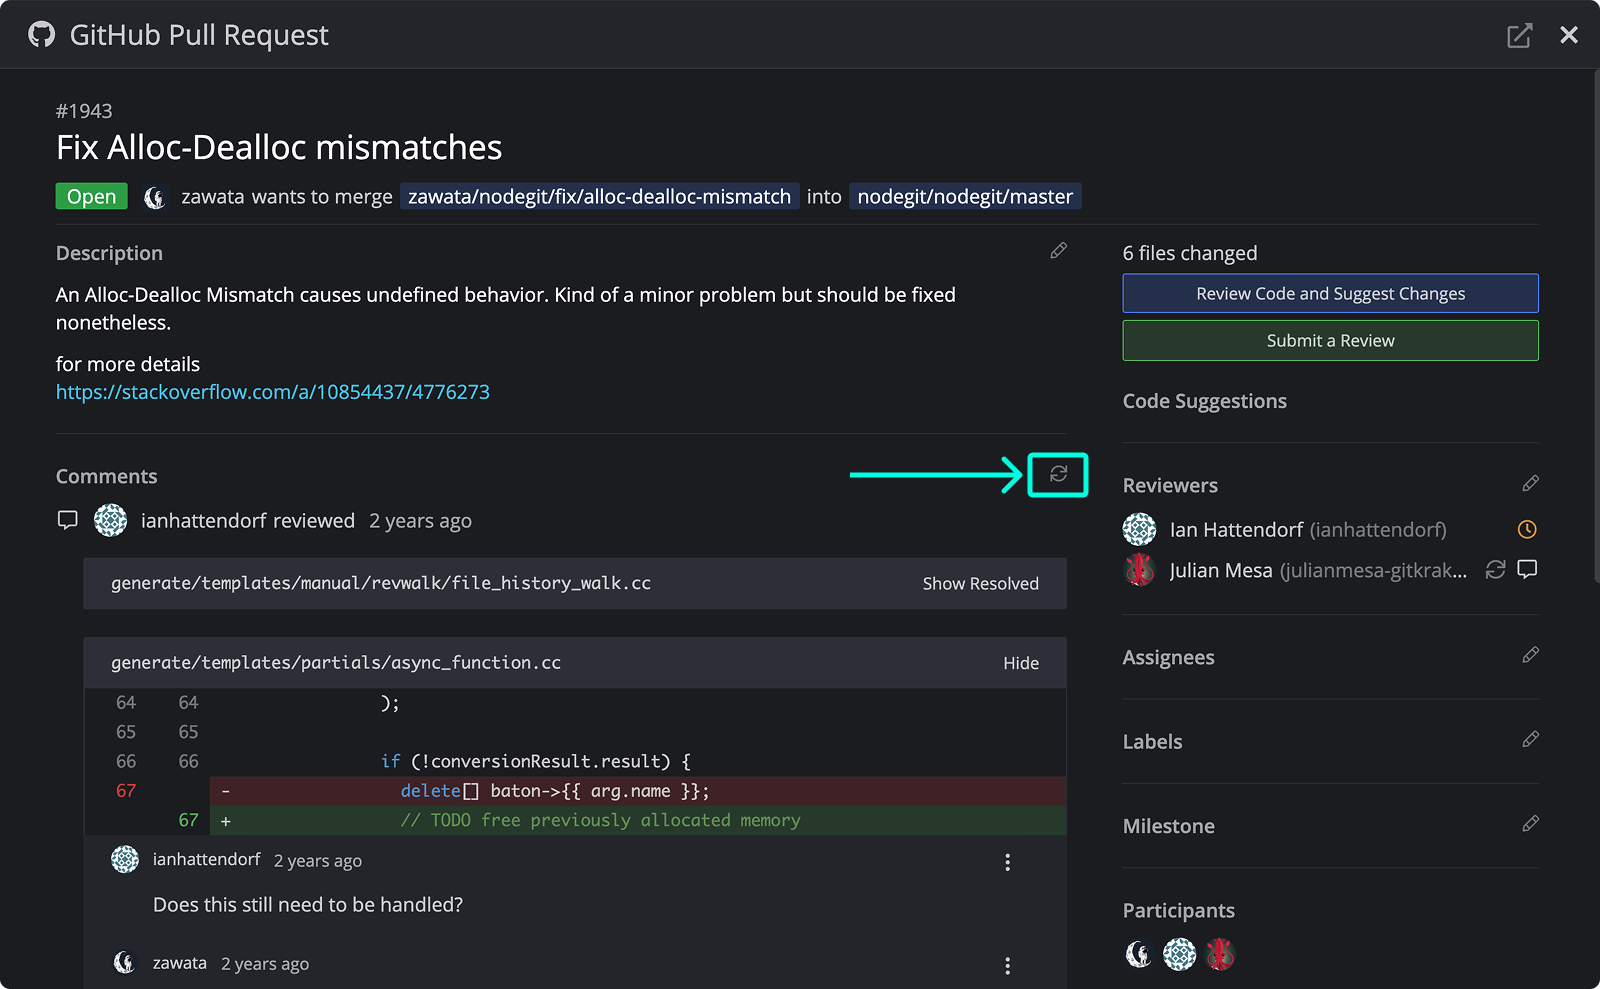 GitHub Pull Request
#1943
Fix Alloc-Dealloc mismatches
Open zawata wants to merge zawata/nodegit/fix/alloc-dealloc-mismatch into nodegit/nodegit/master
Description
An Alloc-Dealloc Mismatch causes undefined behavior. Kind of a minor problem but should be fixed
nonetheless.
for more details
https://stackoverflow.com/a/10854437/4776273
Comments
ianhattendorf reviewed 2 years ago
generate/templates/manual/revwalk/file_history_walk.cc Show Resolved
generate/templates/partials/async_function.cc Hide
64 64 );
65 65
66 66 if (!conversionResult.result) {
67 - delete[] baton->{{ arg.name }};
67 + // TODO free previously allocated memory
ianhattendorf 2 years ago
Does this still need to be handled?
zawata 2 years ago
6 files changed
Review Code and Suggest Changes
Submit a Review
Code Suggestions
Reviewers
Ian Hattendorf (ianhattendorf)
Julian Mesa (julianmesa-gitkrak...
Assignees
Labels
Milestone
Participants